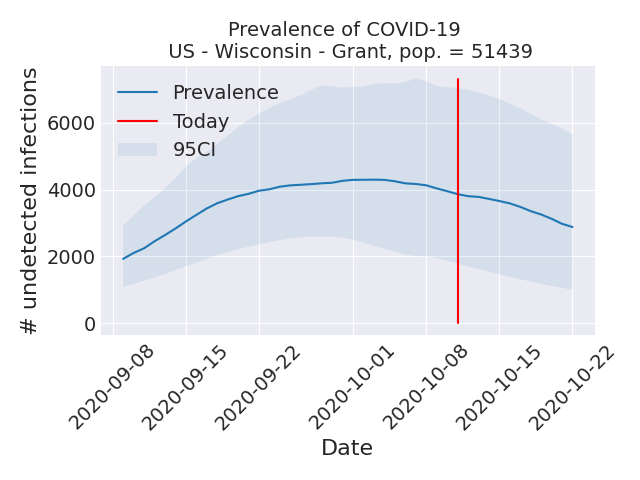 Prevalence of COVID-19
US - Wisconsin - Grant, pop. = 51439
Prevalence
Today
95CI
# undetected infections
6000
4000
2000
0
2020-09-08
2020-09-15
2020-09-22
2020-10-01
2020-10-08
2020-10-15
2020-10-22
Date